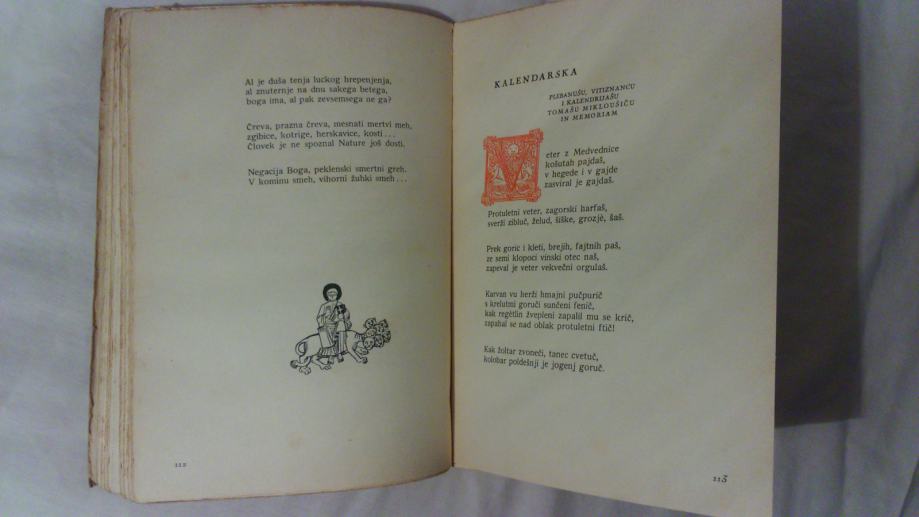 Al je duša tenja luckog hrepenjenja,
al znuternje na dnu sakega betega,
boga ima, al pak zevsemsega ne ga?
Čreva, prazna čreva, mesnati mertvi meh,
zgibice, kotrige, herskavice, kosti...
Človek je ne spoznal Nature još dosti.
Negacija Boga, peklenski smertni greh.
V kominu smeh, vihorni žuhki smeh...
112
KALENDARSKA
PLEBANUŠU, VITIZNANCU
I KALENDRIJAŠU
TOMAŠU MIKLOUŠIĆU
IN MEMORIAM
Veter z Medvednice
košutah pajdaš,
v hegede i v gajde
zasviral je gajdaš.
Protuletni veter, zagorski harfaš,
sverži zibluč, želud, šiške, grozje, šaš.
Prek goric i kleti, brejih, fajtnih paš,
ze semi klopoci vinski otec naš,
zapeval je veter vekvečni orgulaš.
Karvan vu herži hmajni pučpurič
s krelutmi goruči sunčeni fenič,
kak regetlin žvepleni zapalil mu se krič,
zapahal se nad oblak protuletni ftič!
Kak žoltar zvoneči, tanec cvetuč,
kolobar poldešnji je jogenj goruč.
113